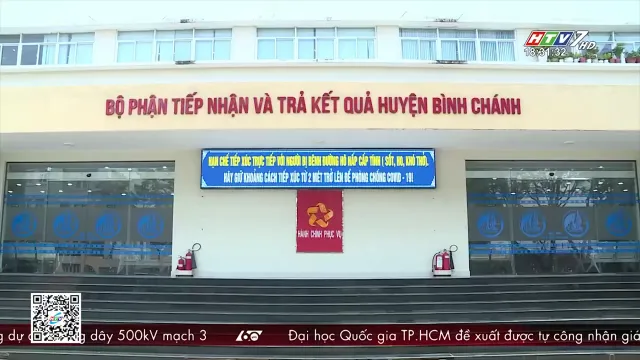 HTV7 HD
18:31:32
BỘ PHẬN TIẾP NHẬN VÀ TRẢ KẾT QUẢ HUYỆN BÌNH CHÁNH
HẠN CHẾ TIẾP XÚC TRỰC TIẾP VỚI NGƯỜI BỊ BỆNH ĐƯỜNG HÔ HẤP CẤP TÍNH ( SỐT, HO, KHÓ THỞ).
HÃY GIỮ KHOẢNG CÁCH TIẾP XÚC TỪ 2 MÉT TRỞ LÊN ĐỂ PHÒNG CHỐNG COVID - 19!
HÀNH CHÍNH PHỤC VỤ
g dự án đường dây 500kV mạch 3 Đại học Quốc gia TP.HCM đề xuất được tự công nhận giá